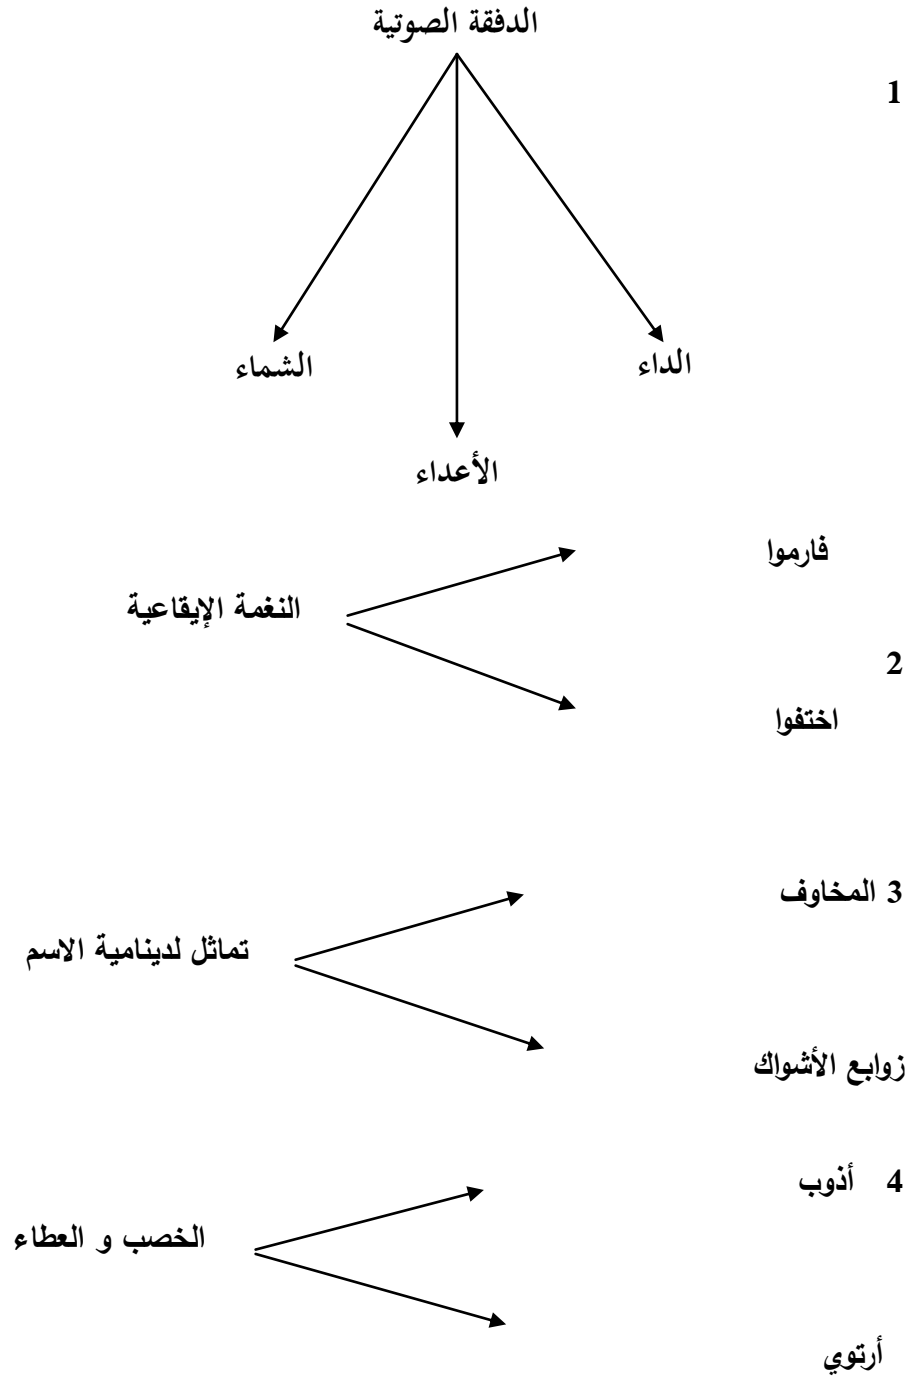 الدفقة الصوتية
1
الداء
الشماء
الأعداء
فارموا
النغمة الإيقاعية
2
اختفوا
3 المخاوف
تماثل لدينامية الاسم
زوابع الأشواك
4 أذوب
الخصب و العطاء
أرتوي